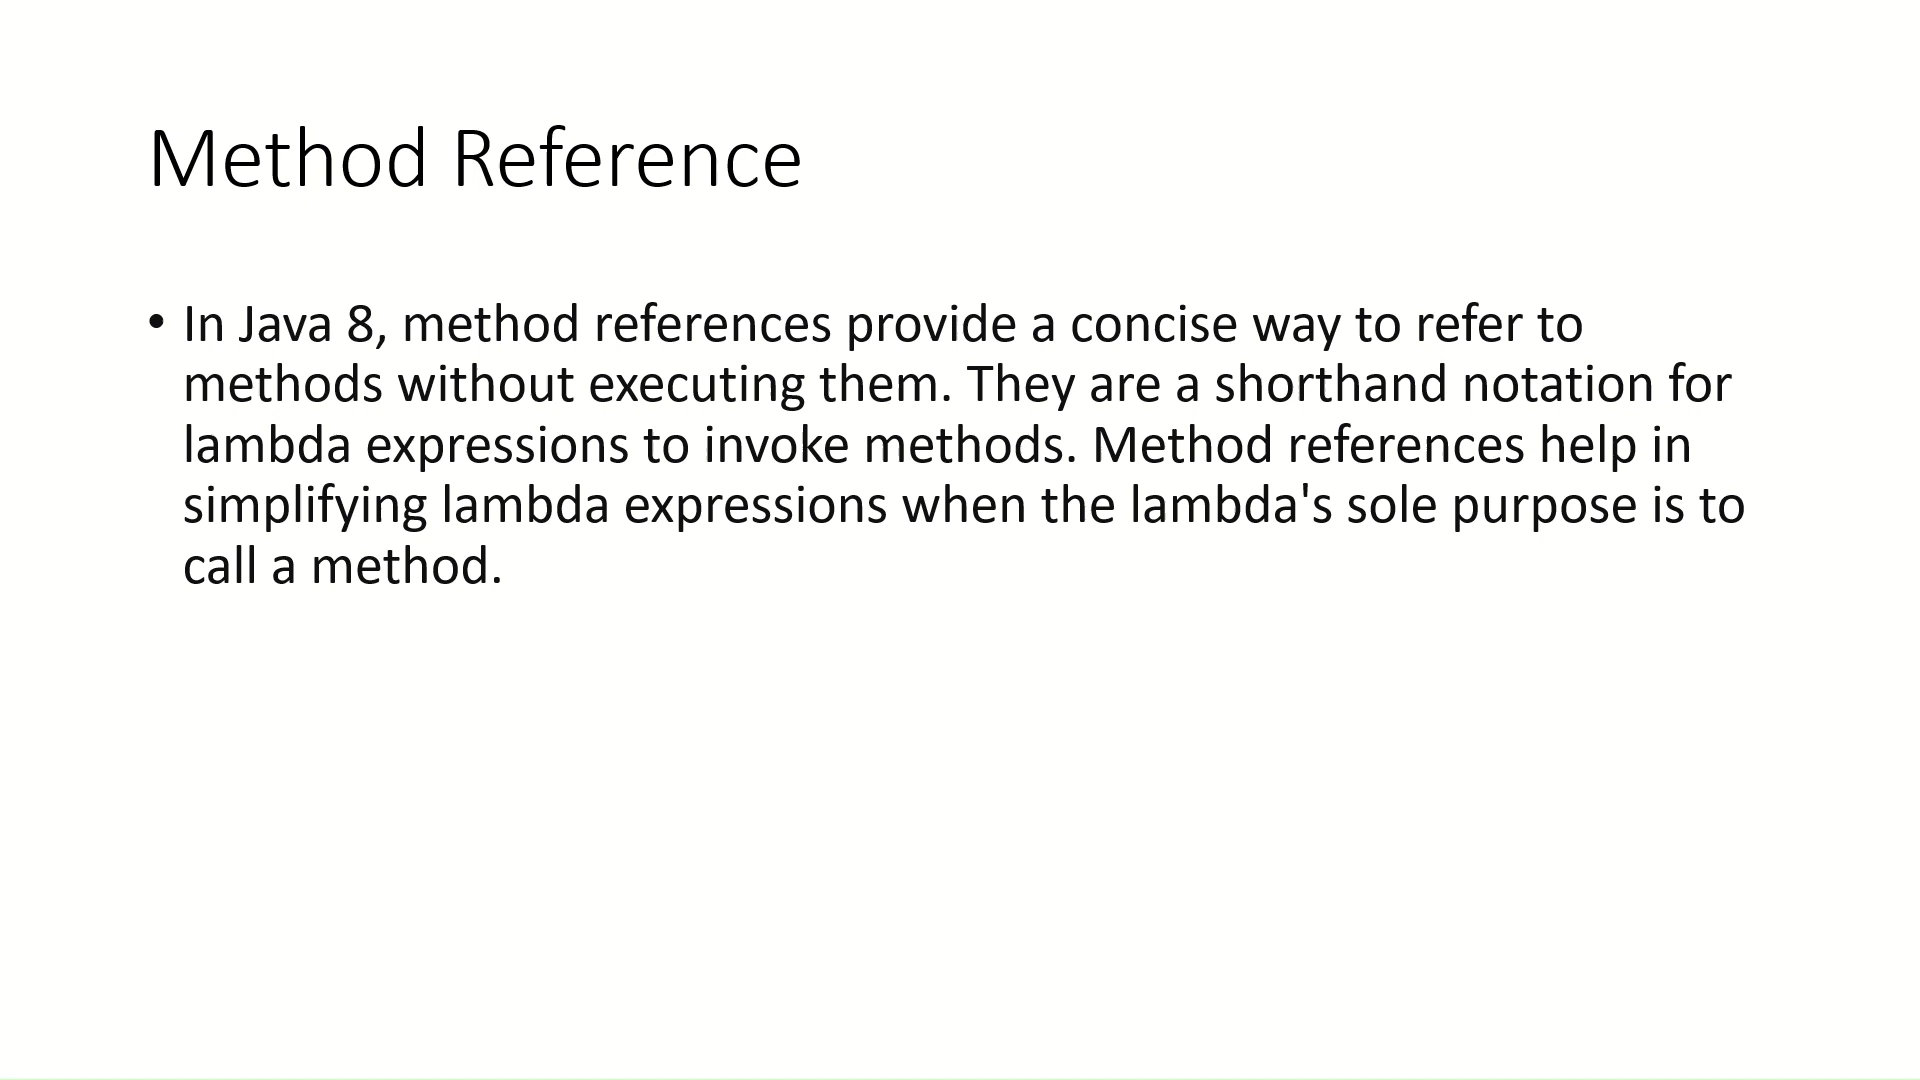 Method Reference
• In Java 8, method references provide a concise way to refer to
methods without executing them. They are a shorthand notation for
lambda expressions to invoke methods. Method references help in
simplifying lambda expressions when the lambda's sole purpose is to
call a method.